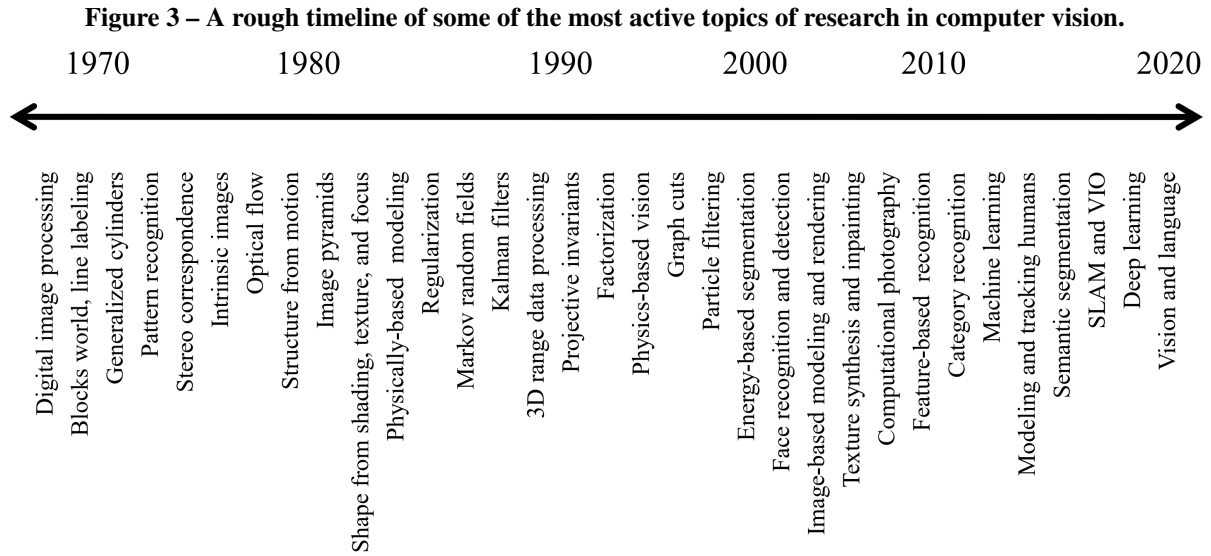 Figure 3 – A rough timeline of some of the most active topics of research in computer vision.
1970 1980 1990 2000 2010 2020
Digital image processing
Blocks world, line labeling
Generalized cylinders
Pattern recognition
Stereo correspondence
Intrinsic images
Optical flow
Structure from motion
Image pyramids
Shape from shading, texture, and focus
Physically-based modeling
Regularization
Markov random fields
Kalman filters
3D range data processing
Projective invariants
Factorization
Physics-based vision
Graph cuts
Particle filtering
Energy-based segmentation
Face recognition and detection
Image-based modeling and rendering
Texture synthesis and inpainting
Computational photography
Feature-based recognition
Category recognition
Machine learning
Modeling and tracking humans
Semantic segmentation
SLAM and VIO
Deep learning
Vision and language